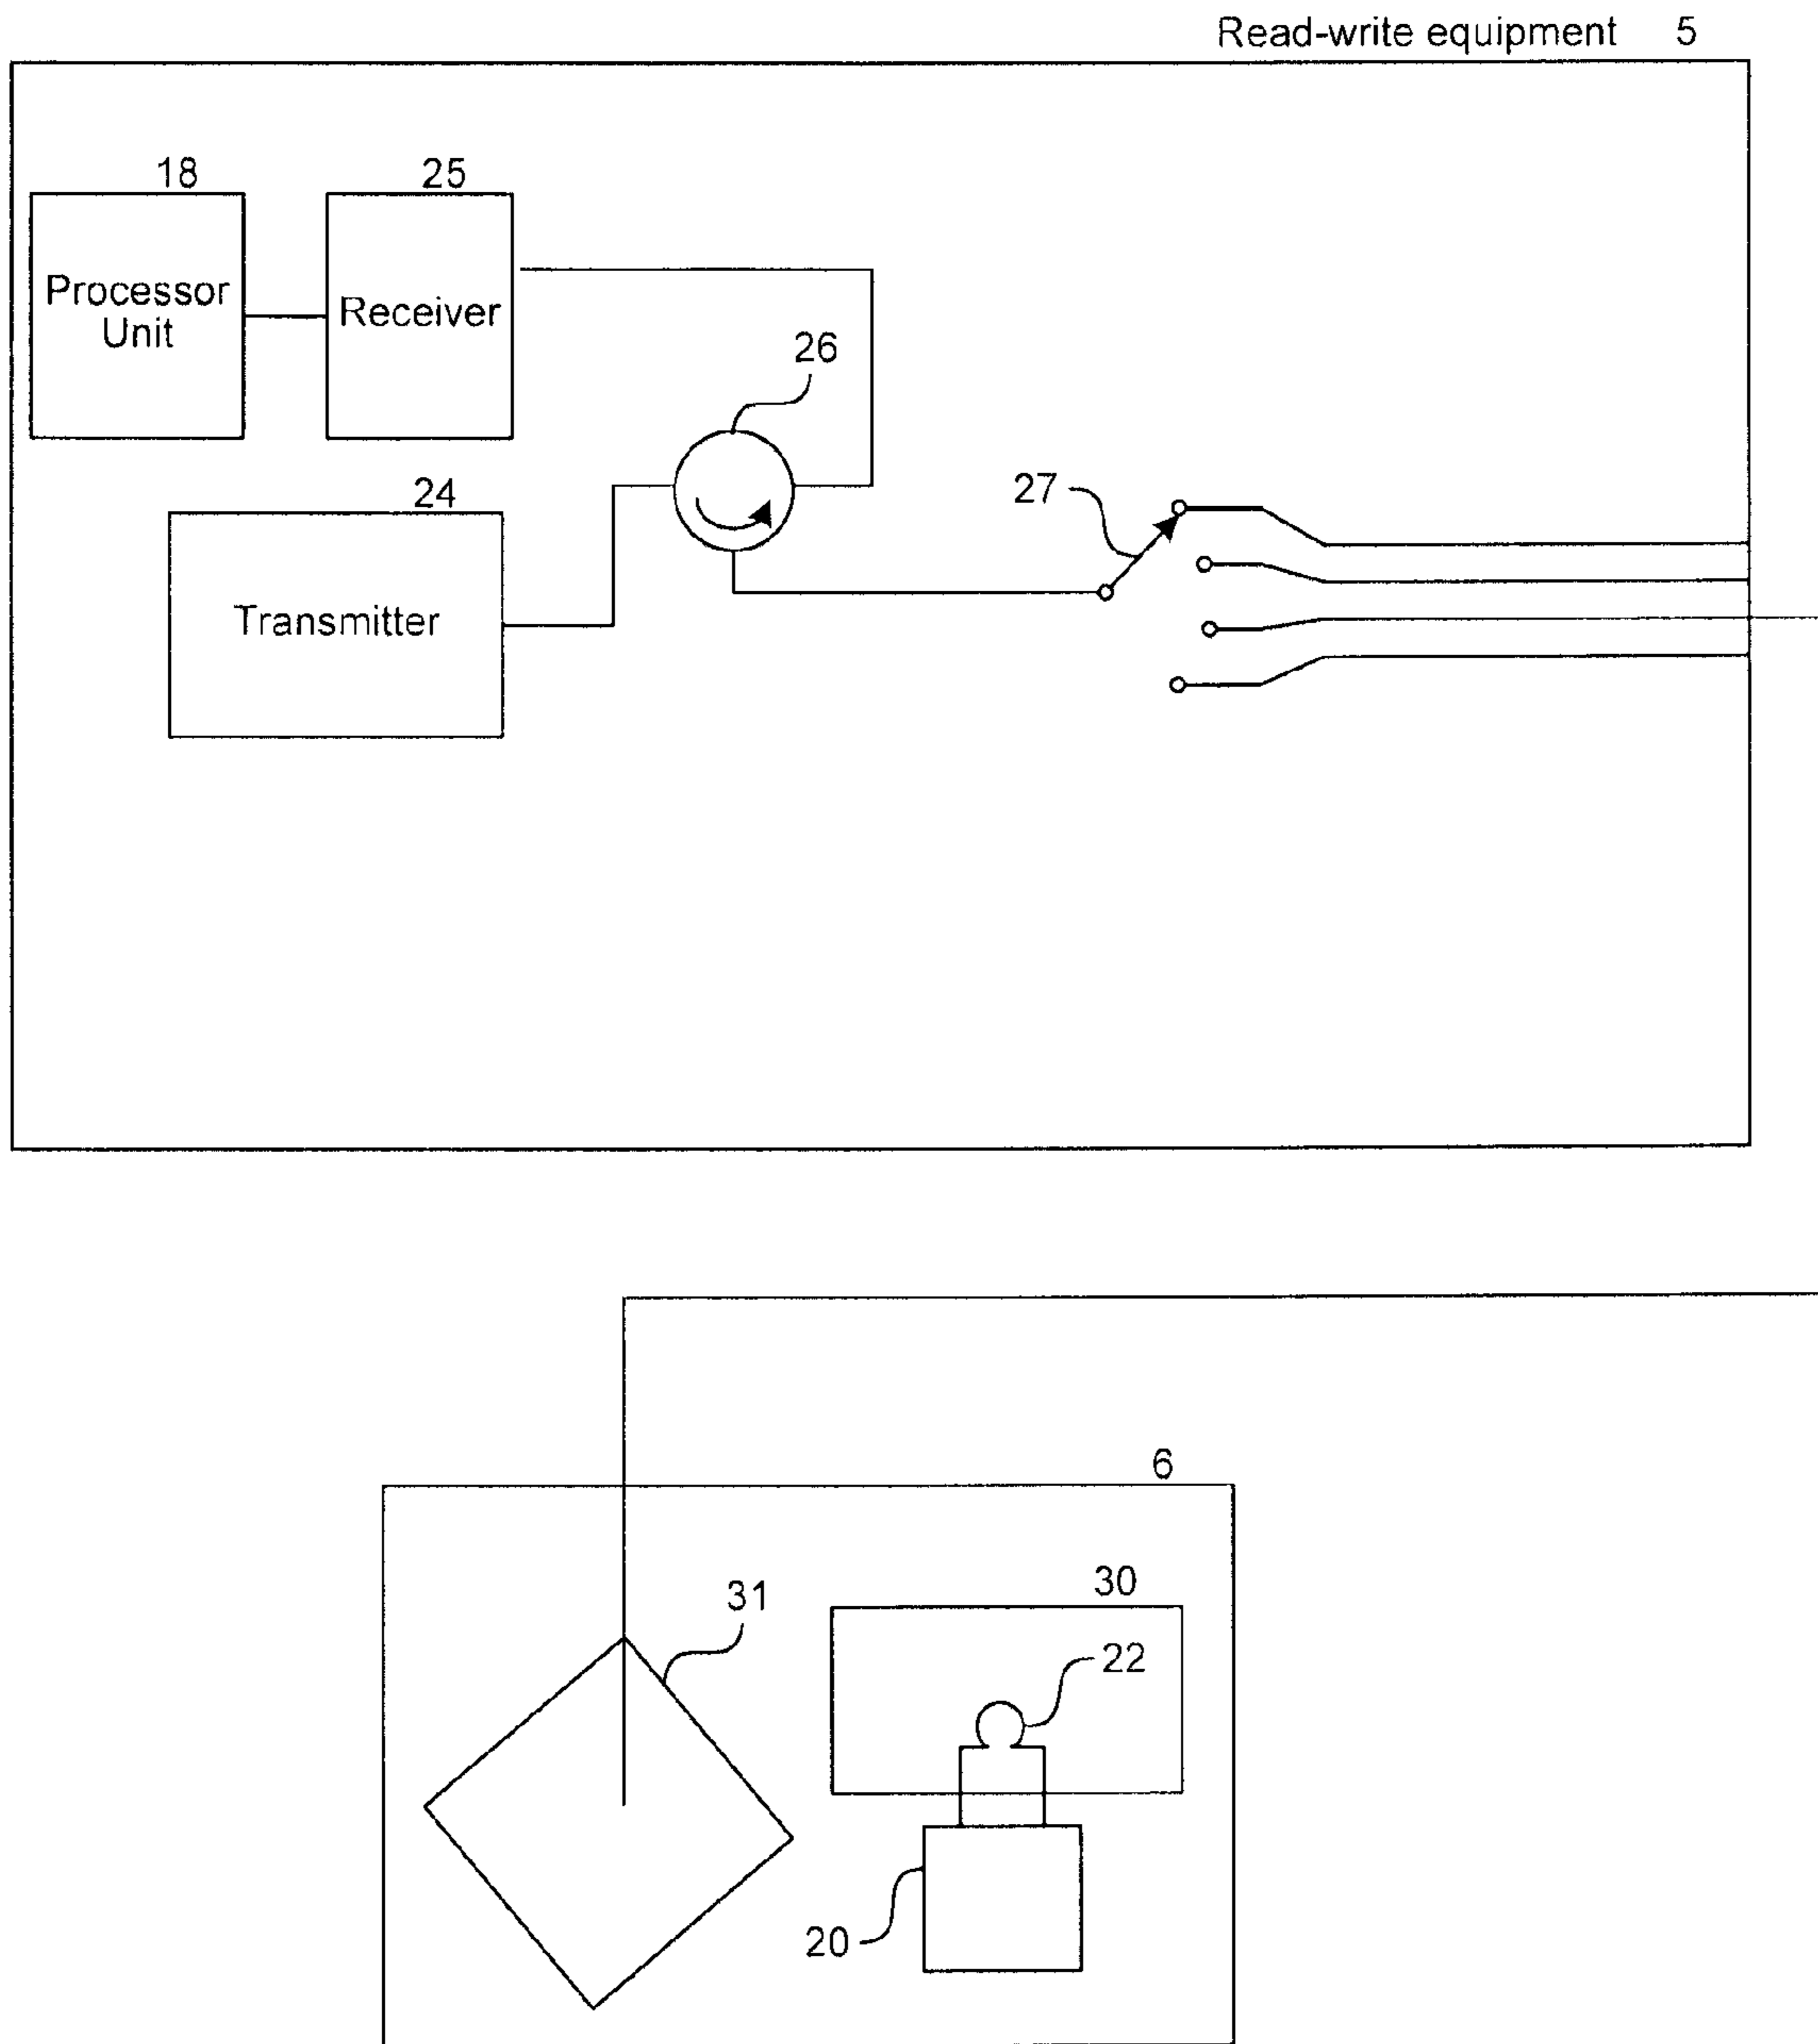 Read-write equipment 5
18
25
Processor
Unit
Receiver
26
24
27
Transmitter
6
31
30
22
20